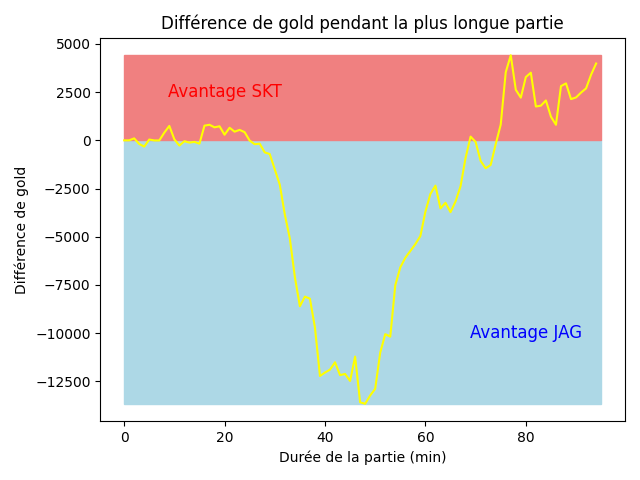 Différence de gold pendant la plus longue partie
Différence de gold
5000
2500
0
−2500
−5000
−7500
−10000
−12500
Avantage SKT
Avantage JAG
0 20 40 60 80
Durée de la partie (min)